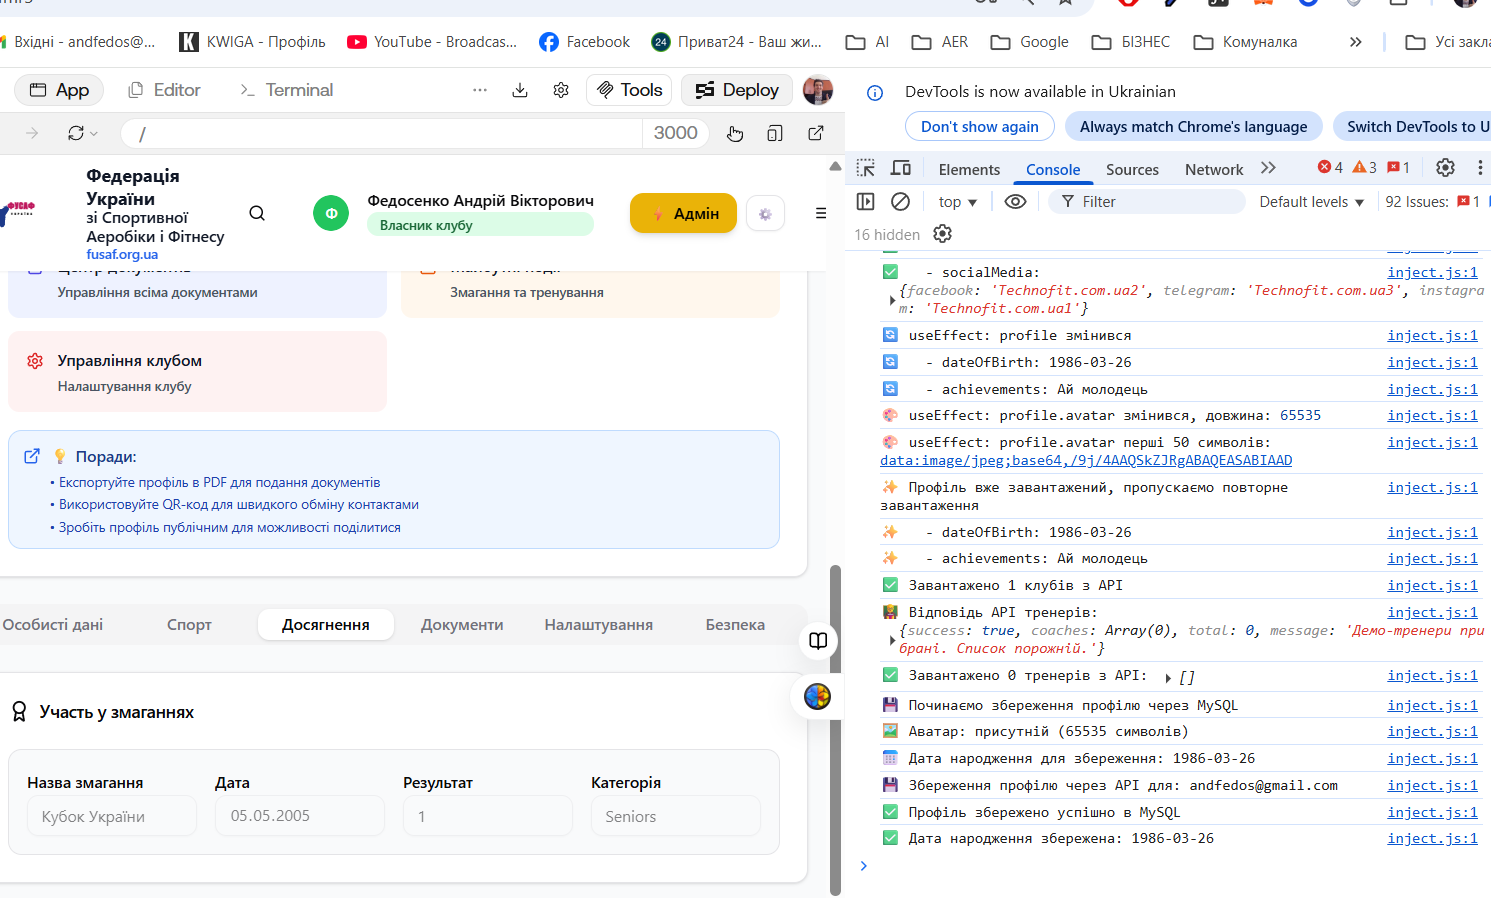 Вхідні - andfedos@...
KWIGA - Профіль
YouTube - Broadcas...
Facebook
24
Приват24 - Ваш жи...
AI
AER
Google
БІЗНЕС
Комуналка
Усі закла
App
Editor
Terminal
Tools
Deploy
/
3000
ФУСАФ
УКРАЇНА
Федерація
України
зі Спортивної
Аеробіки і Фітнесу
fusaf.org.ua
Ф
Федосенко Андрій Вікторович
Власник клубу
Адмін
Управління всіма документами
Змагання та тренування
Управління клубом
Налаштування клубу
Поради:
• Експортуйте профіль в PDF для подання документів
• Використовуйте QR-код для швидкого обміну контактами
• Зробіть профіль публічним для можливості поділитися
Особисті дані
Спорт
Досягнення
Документи
Налаштування
Безпека
Участь у змаганнях
Назва змагання
Дата
Результат
Категорія
Кубок України
05.05.2005
1
Seniors
DevTools is now available in Ukrainian
Don't show again
Always match Chrome's language
Switch DevTools to U
Elements
Console
Sources
Network
4
3
1
top
Filter
Default levels
92 Issues:
1
16 hidden
- socialMedia: inject.js:1
{facebook: 'Technofit.com.ua2', telegram: 'Technofit.com.ua3', instagra
m: 'Technofit.com.ua1'}
useEffect: profile змінився inject.js:1
- dateOfBirth: 1986-03-26 inject.js:1
- achievements: Ай молодець inject.js:1
useEffect: profile.avatar змінився, довжина: 65535 inject.js:1
useEffect: profile.avatar перші 50 символів: inject.js:1
data:image/jpeg;base64,/9j/4AAQSkZJRgABAQEASABIAAD
Профіль вже завантажений, пропускаємо повторне inject.js:1
завантаження
- dateOfBirth: 1986-03-26 inject.js:1
- achievements: Ай молодець inject.js:1
Завантажено 1 клубів з API inject.js:1
Відповідь API тренерів: inject.js:1
{success: true, coaches: Array(0), total: 0, message: 'Демо-тренери при
брані. Список порожній.'}
Завантажено 0 тренерів з API: [] inject.js:1
Починаємо збереження профілю через MySQL inject.js:1
Аватар: присутній (65535 символів) inject.js:1
Дата народження для збереження: 1986-03-26 inject.js:1
Збереження профілю через API для: andfedos@gmail.com inject.js:1
Профіль збережено успішно в MySQL inject.js:1
Дата народження збережена: 1986-03-26 inject.js:1